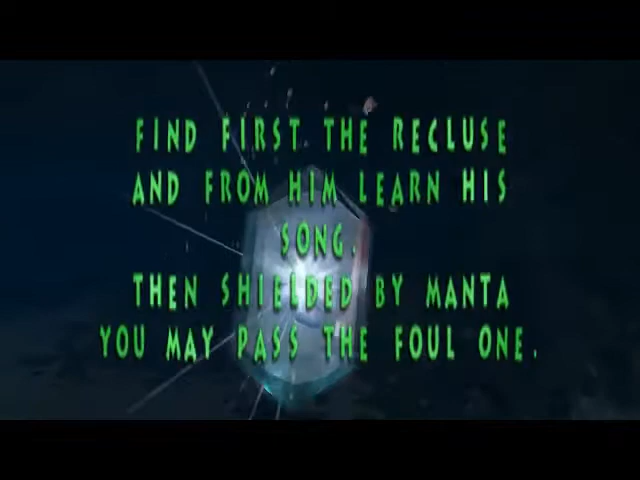 FIND FIRST THE RECLUSE
AND FROM HIM LEARN HIS
SONG.
THEN SHIELDED BY MANTA
YOU MAY PASS THE FOUL ONE.